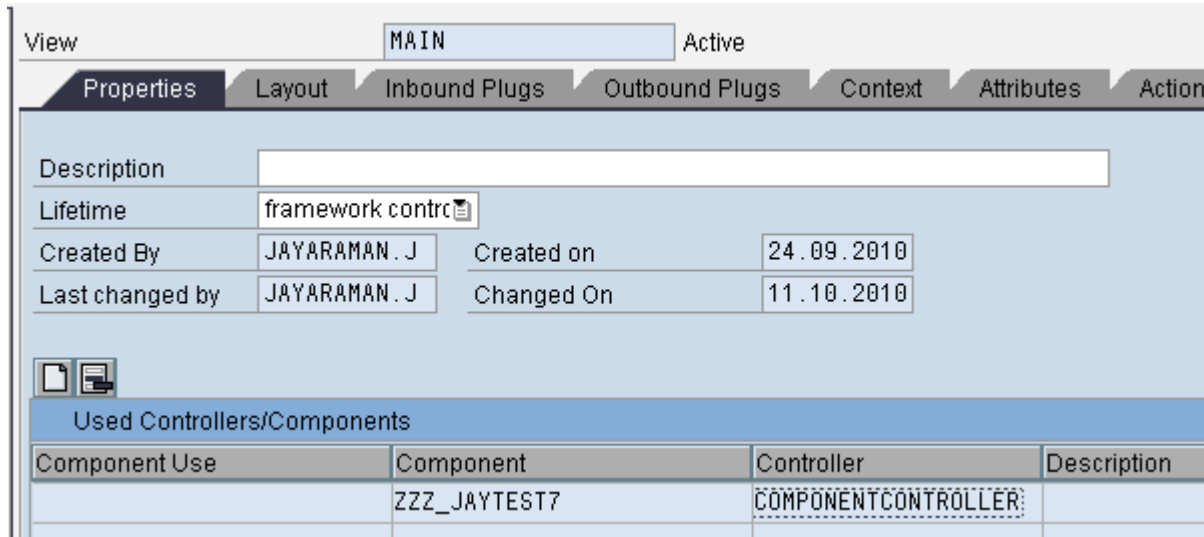 View MAIN Active
Properties Layout Inbound Plugs Outbound Plugs Context Attributes Action
Description
Lifetime framework contro
Created By JAYARAMAN.J Created on 24.09.2010
Last changed by JAYARAMAN.J Changed On 11.10.2010
Used Controllers/Components
Component Use Component Controller Description
ZZZ_JAYTEST7 COMPONENTCONTROLLER